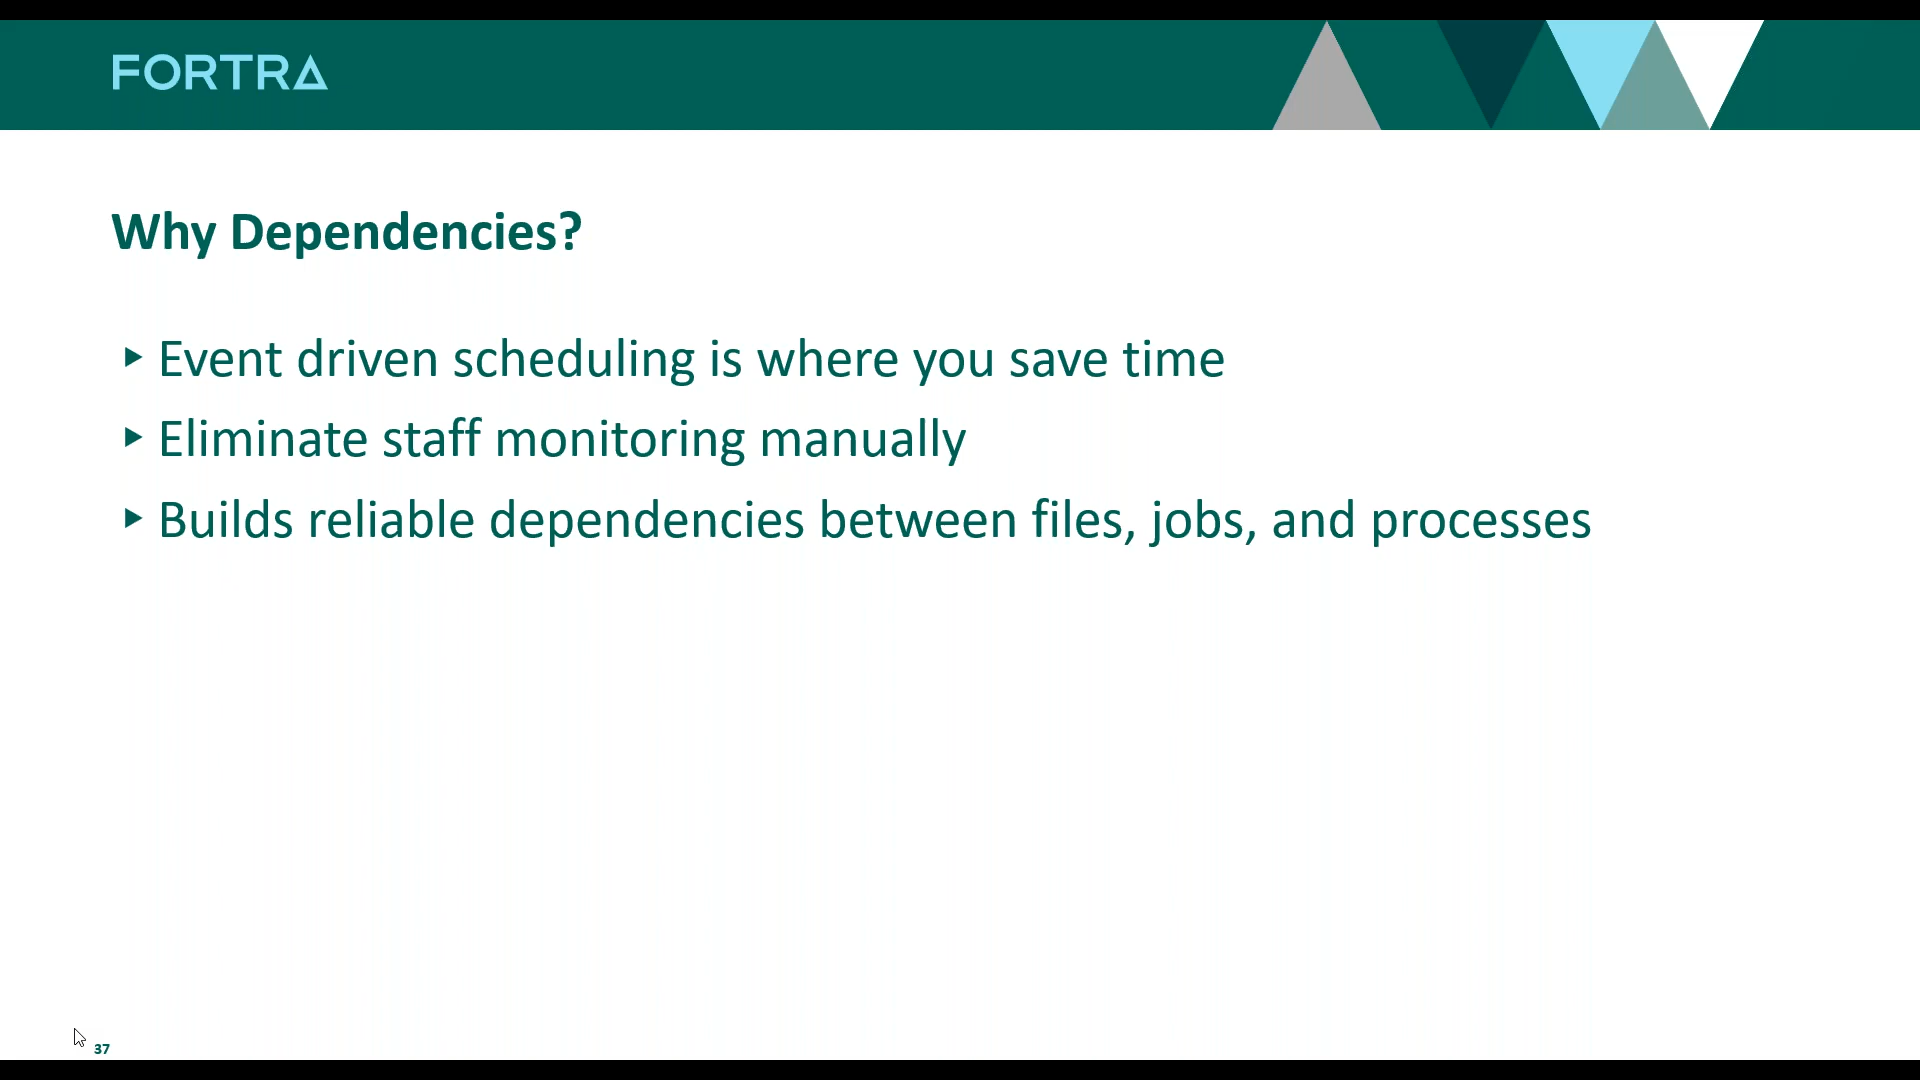 FORTRA
Why Dependencies?
Event driven scheduling is where you save time
Eliminate staff monitoring manually
Builds reliable dependencies between files, jobs, and processes
37